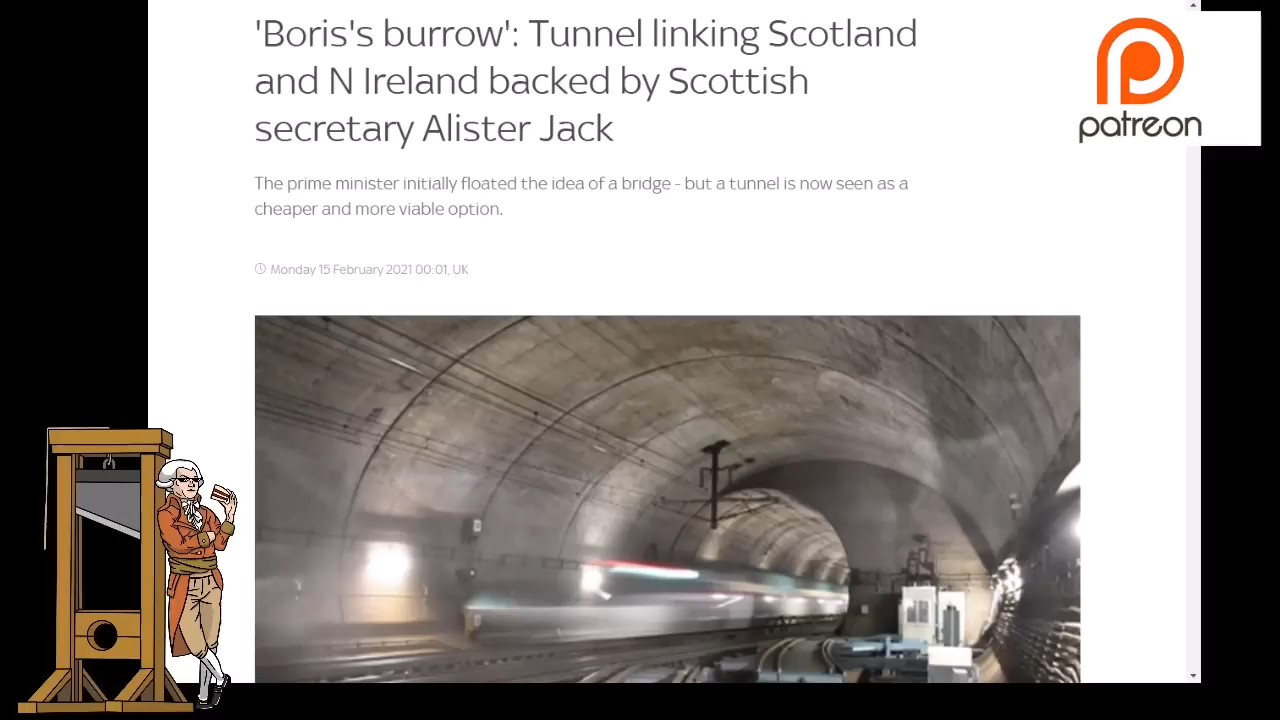 'Boris's burrow': Tunnel linking Scotland
and N Ireland backed by Scottish
secretary Alister Jack
The prime minister initially floated the idea of a bridge - but a tunnel is now seen as a
cheaper and more viable option.
Monday 15 February 2021 00:01, UK
patreon